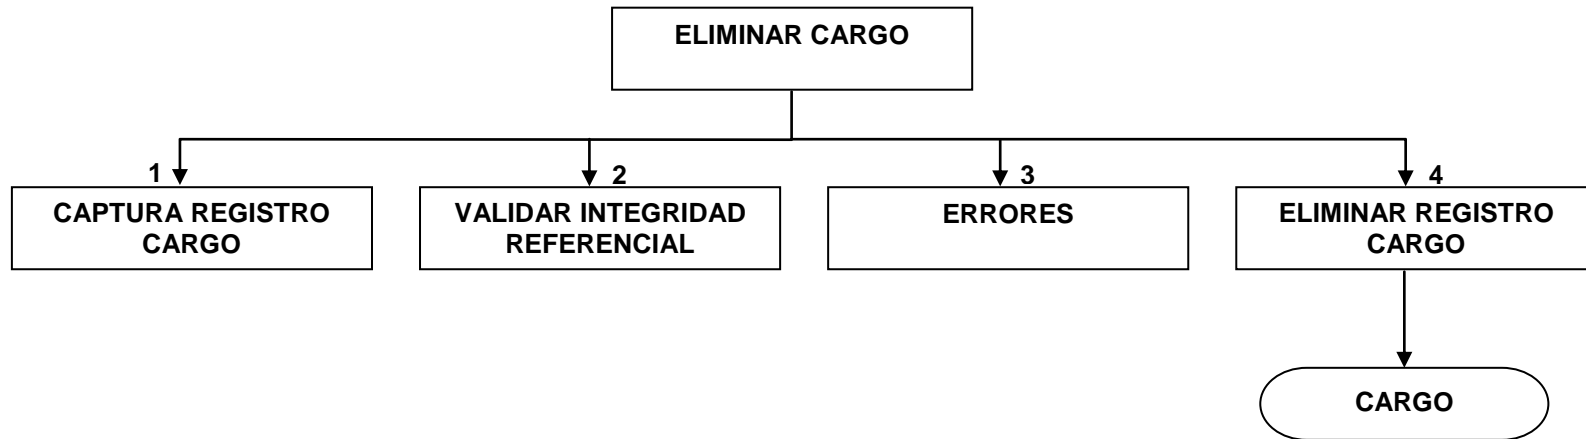 ELIMINAR CARGO
1
2
3
4
CAPTURA REGISTRO
CARGO
VALIDAR INTEGRIDAD
REFERENCIAL
ERRORES
ELIMINAR REGISTRO
CARGO
CARGO